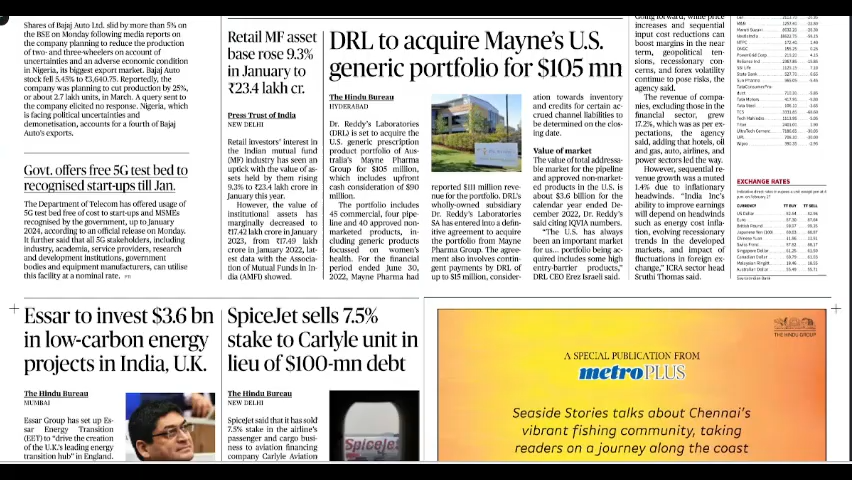 Shares of Bajaj Auto Ltd. slid by more than 5% on
the BSE on Monday following media reports on
the company planning to reduce the production
of two- and three-wheelers on account of
uncertainties and an adverse economic condition
in Nigeria, its biggest export market. Bajaj Auto
stock fell 5.45% to ₹3,640.75. Reportedly, the
company was planning to cut production by 25%,
or about 2.7 lakh units, in March. A query sent to
the company elicited no response. Nigeria, which
is facing political uncertainties and
demonetisation, accounts for a fourth of Bajaj
Auto's exports.
Govt. offers free 5G test bed to
recognised start-ups till Jan.
The Department of Telecom has offered usage of
5G test bed free of cost to start-ups and MSMEs
recognised by the government, up to January
2024, according to an official release on Monday.
It further said that all 5G stakeholders, including
industry, academia, service providers, research
and development institutions, government
bodies and equipment manufacturers, can utilise
this facility at a nominal rate. PTI
Retail MF asset
base rose 9.3%
in January to
₹23.4 lakh cr.
Press Trust of India
NEW DELHI
Retail investors' interest in
the Indian mutual fund
(MF) industry has seen an
uptick with the value of as-
sets held by them rising
9.3% to ₹23.4 lakh crore in
January this year.
However, the value of
institutional assets has
marginally decreased to
₹17.42 lakh crore in January
2023, from ₹17.49 lakh
crore in January 2022, lat-
est data with the Associa-
tion of Mutual Funds in In-
dia (AMFI) showed.
DRL to acquire Mayne's U.S.
generic portfolio for $105 mn
The Hindu Bureau
HYDERABAD
Dr. Reddy's Laboratories
(DRL) is set to acquire the
U.S. generic prescription
product portfolio of Aus-
tralia's Mayne Pharma
Group for $105 million,
which includes upfront
cash consideration of $90
million.
The portfolio includes
45 commercial, four pipe-
line and 40 approved non-
marketed products, in-
cluding generic products
focussed on women's
health. For the financial
period ended June 30,
2022, Mayne Pharma had
reported $111 million reve-
nue for the portfolio. DRL's
wholly-owned subsidiary
Dr. Reddy's Laboratories
SA has entered into a defin-
itive agreement to acquire
the portfolio from Mayne
Pharma Group. The agree-
ment also involves contin-
gent payments by DRL of
up to $15 million, consider-
ation towards inventory
and credits for certain ac-
crued channel liabilities to
be determined on the clos-
ing date.
Value of market
The value of total addressa-
ble market for the pipeline
and approved non-market-
ed products in the U.S. is
about $3.6 billion for the
calendar year ended De-
cember 2022, Dr. Reddy's
said citing IQVIA numbers.
"The U.S. has always
been an important market
for us... portfolio being ac-
quired includes some high
entry-barrier products,"
DRL CEO Erez Israeli said.
Going forward, while price
increases and sequential
input cost reductions can
boost margins in the near
term, geopolitical ten-
sions, recessionary con-
cerns, and forex volatility
continue to pose risks, the
agency said.
The revenue of compa-
nies, excluding those in the
financial sector, grew
17.2%, which was as per ex-
pectations, the agency
said, adding that hotels, oil
and gas, auto, airlines, and
power sectors led the way.
However, sequential re-
venue growth was a muted
1.4% due to inflationary
headwinds. "India Inc's
ability to improve earnings
will depend on headwinds
such as energy cost infla-
tion, evolving recessionary
trends in the developed
markets, and impact of
fluctuations in foreign ex-
change," ICRA sector head
Sruthi Thomas said.
EXCHANGE RATES
CURRENCY TT BUY TT SELL
US Dollar
Euro
British Pound
Chinese Yuan
Swiss Franc
Singapore Dollar
Canadian Dollar
Australian Dollar
Essar to invest $3.6 bn
in low-carbon energy
projects in India, U.K.
The Hindu Bureau
MUMBAI
Essar Group has set up Es-
sar Energy Transition
(EET) to "drive the creation
of the U.K.'s leading energy
transition hub" in England.
SpiceJet sells 7.5%
stake to Carlyle unit in
lieu of $100-mn debt
The Hindu Bureau
NEW DELHI
SpiceJet said that it has sold
7.5% stake in the airline's
passenger and cargo busi-
ness to aviation financing
company Carlyle Aviation
SpiceJet
THE HINDU GROUP
A SPECIAL PUBLICATION FROM
metroPLUS
Seaside Stories talks about Chennai's
vibrant fishing community, taking
readers on a journey along the coast